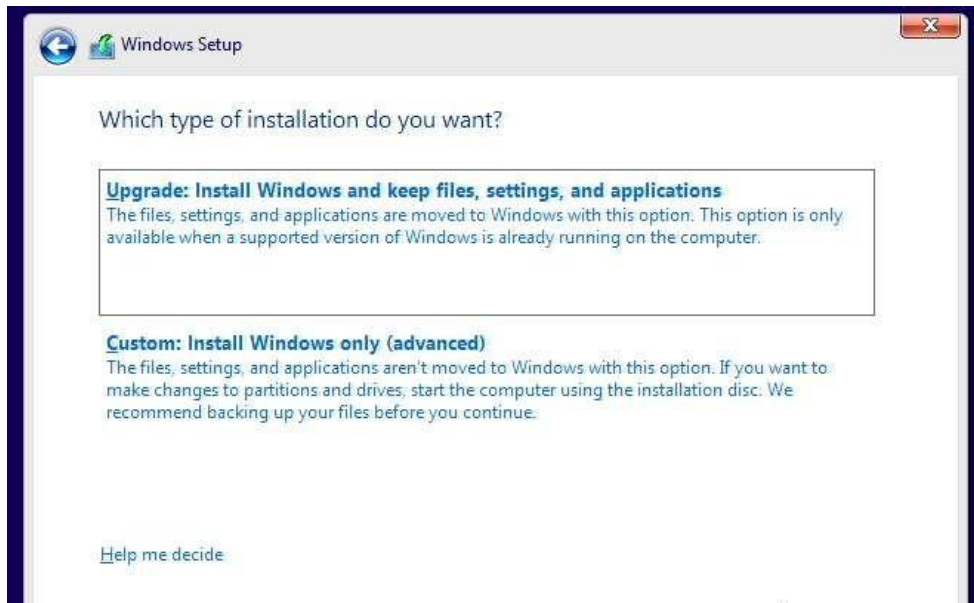 Windows Setup
Which type of installation do you want?
Upgrade: Install Windows and keep files, settings, and applications
The files, settings, and applications are moved to Windows with this option. This option is only
available when a supported version of Windows is already running on the computer.
Custom: Install Windows only (advanced)
The files, settings, and applications aren't moved to Windows with this option. If you want to
make changes to partitions and drives, start the computer using the installation disc. We
recommend backing up your files before you continue.
Help me decide